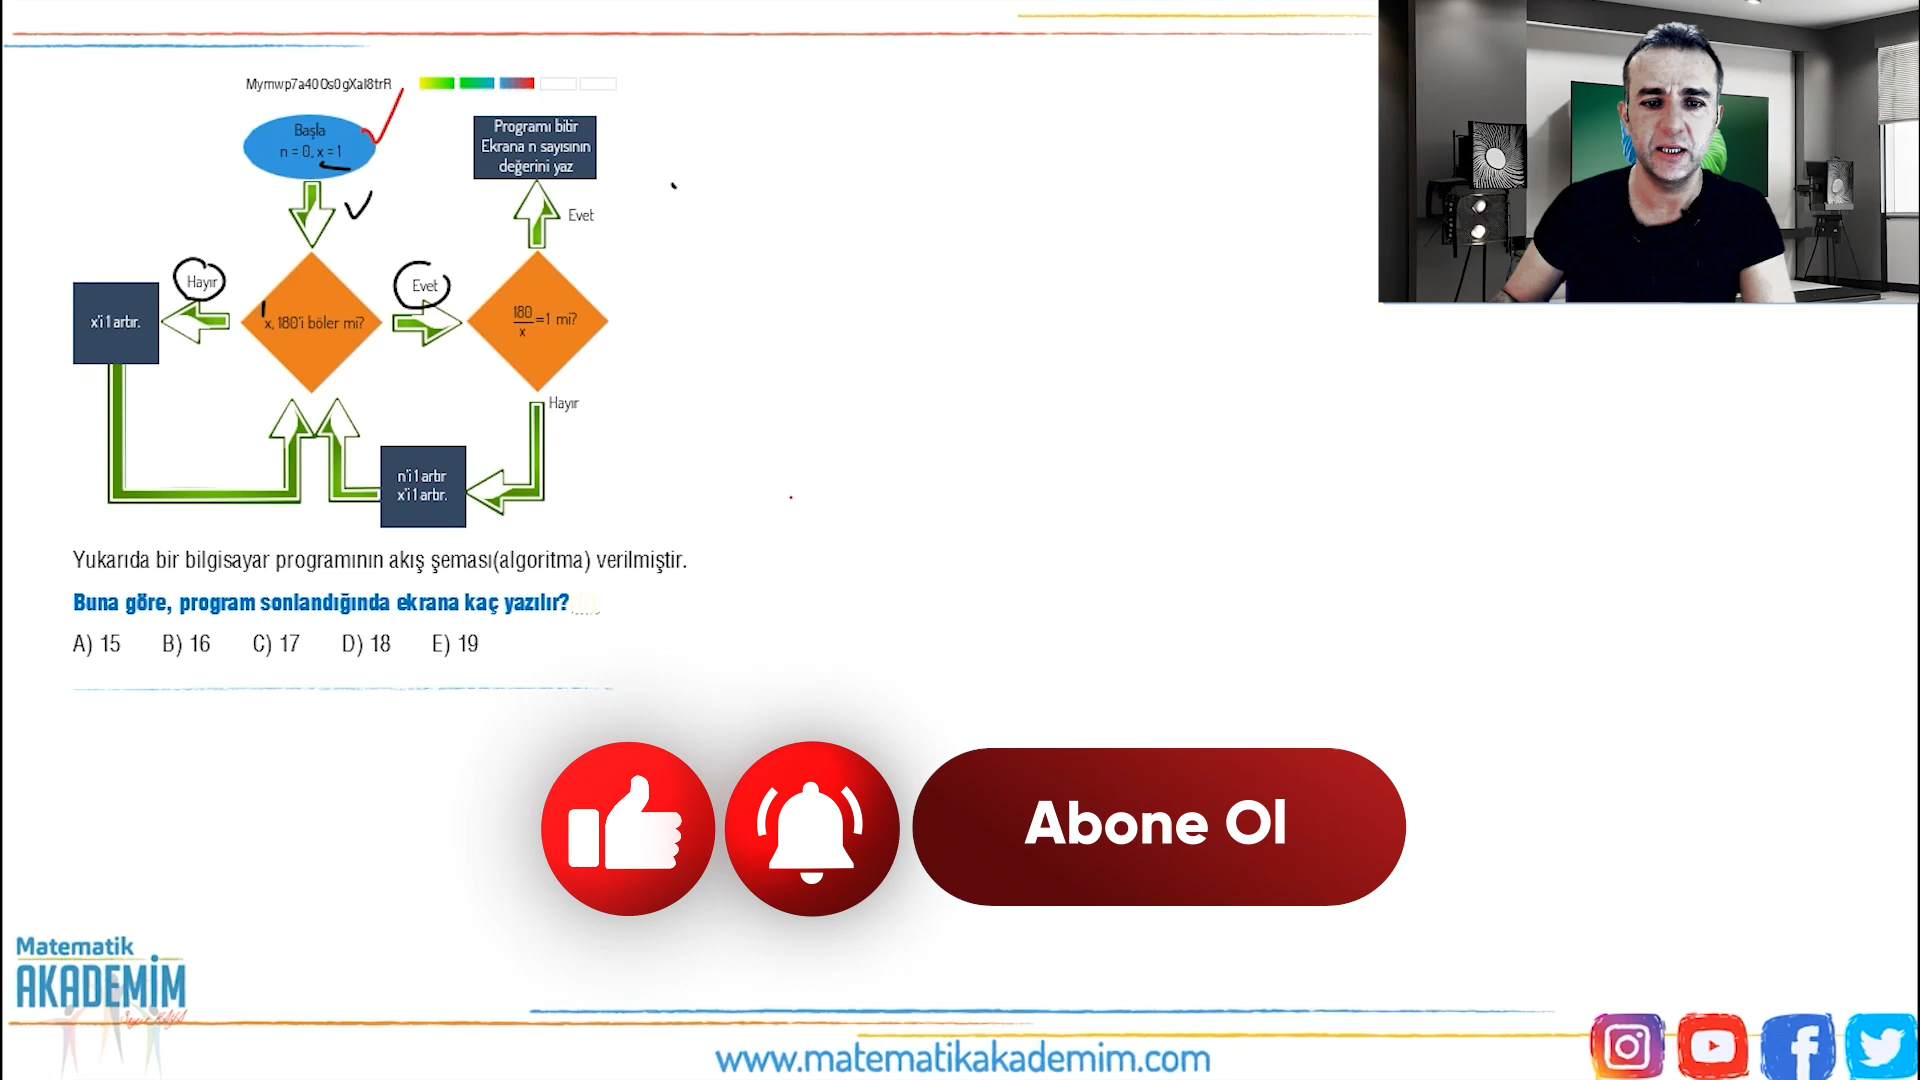 Mymwp7a40Os0gXaI8trR
Başla
n = 0, x = 1
Programı bitir
Ekrana n sayısının
değerini yaz
Evet
Hayır
Evet
x'i 1 artır.
x, 180'i böler mi?
180
x
=1 mi?
Hayır
n'i 1 artır
x'i 1 artır.
Yukarıda bir bilgisayar programının akış şeması(algoritma) verilmiştir.
Buna göre, program sonlandığında ekrana kaç yazılır?
A) 15 B) 16 C) 17 D) 18 E) 19
Abone Ol
Matematik
AKADEMİM
www.matematikakademim.com